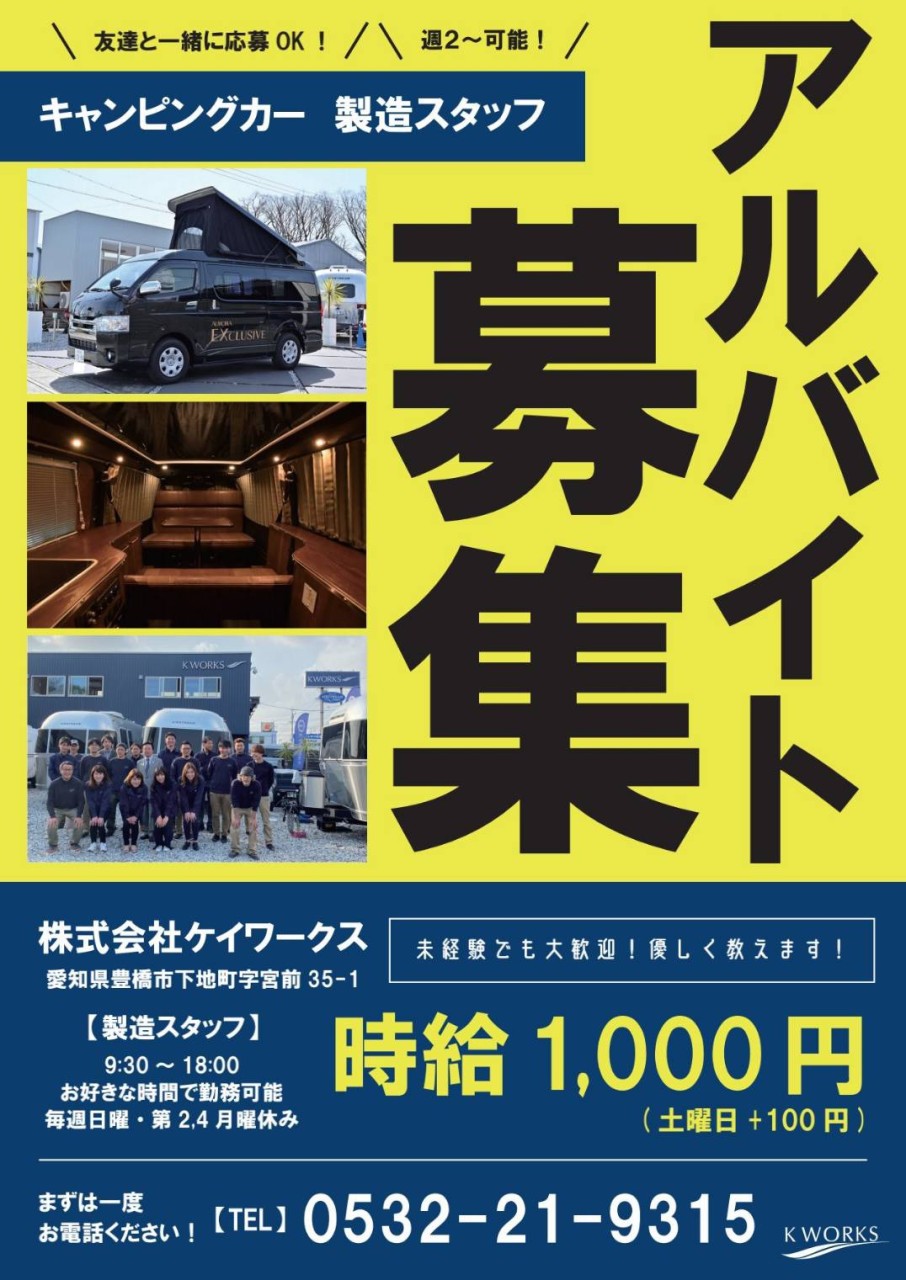 友達と一緒に応募 OK !
週2～可能!
キャンピングカー 製造スタッフ
アルバイト
募集
EXCLUSIVE
K WORKS
K WORKS
株式会社ケイワークス
愛知県豊橋市下地町字宮前 35-1
未経験でも大歓迎!優しく教えます!
【製造スタッフ】
9:30 ～ 18:00
お好きな時間で勤務可能
毎週日曜・第 2,4 月曜休み
時給 1,000 円
( 土曜日 +100 円 )
まずは一度
お電話ください!
【TEL】 0532-21-9315
K WORKS